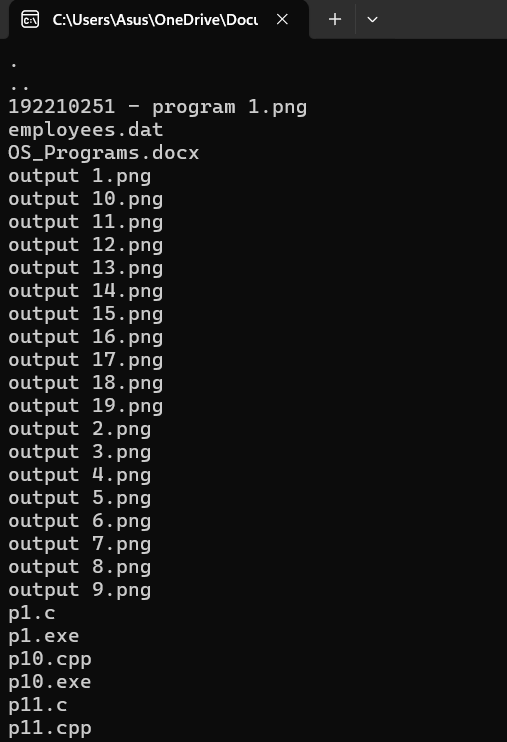 C:\Users\Asus\OneDrive\Docu
.
..
192210251 - program 1.png
employees.dat
OS_Programs.docx
output 1.png
output 10.png
output 11.png
output 12.png
output 13.png
output 14.png
output 15.png
output 16.png
output 17.png
output 18.png
output 19.png
output 2.png
output 3.png
output 4.png
output 5.png
output 6.png
output 7.png
output 8.png
output 9.png
p1.c
p1.exe
p10.cpp
p10.exe
p11.c
p11.cpp